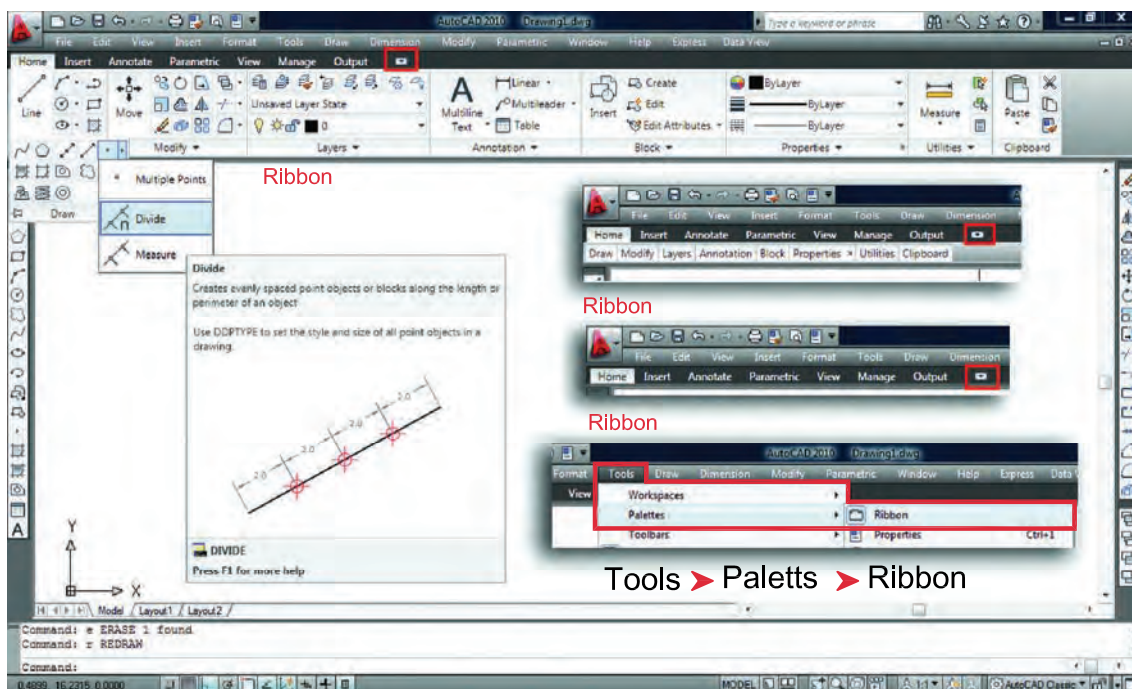 AutoCAD 2010 Drawing1.dwg Type a keyword or phrase
File Edit View Insert Format Tools Draw Dimension Modify Parametric Window Help Express Data View
Home Insert Annotate Parametric View Manage Output
Line Move Unsaved Layer State 0 Multiline Text Linear Multileader Table Insert Create Edit Edit Attributes ByLayer ByLayer ByLayer Measure Paste
Modify Layers Annotation Block Properties Utilities Clipboard
Draw
Multiple Points
Divide
Measure
Ribbon
Divide
Creates evenly spaced point objects or blocks along the length or
perimeter of an object
Use DDPTYPE to set the style and size of all point objects in a
drawing.
2.0
2.0
2.0
2.0
DIVIDE
Press F1 for more help
File Edit View Insert Format Tools Draw Dimension
Home Insert Annotate Parametric View Manage Output
Draw Modify Layers Annotation Block Properties Utilities Clipboard
Ribbon
File Edit View Insert Format Tools Draw Dimension
Home Insert Annotate Parametric View Manage Output
Ribbon
AutoCAD 2010 Drawing1.dwg
Format Tools Draw Dimension Modify Parametric Window Help Express Data
View
Workspaces
Palettes Ribbon
Toolbars Properties Ctrl+1
Tools > Paletts > Ribbon
A
Y
X
Model Layout1 Layout2
Command: e ERASE 1 found
Command: r REDRAW
Command:
0.4899, 16.2315, 0.0000 MODEL 1:1 AutoCAD Classic